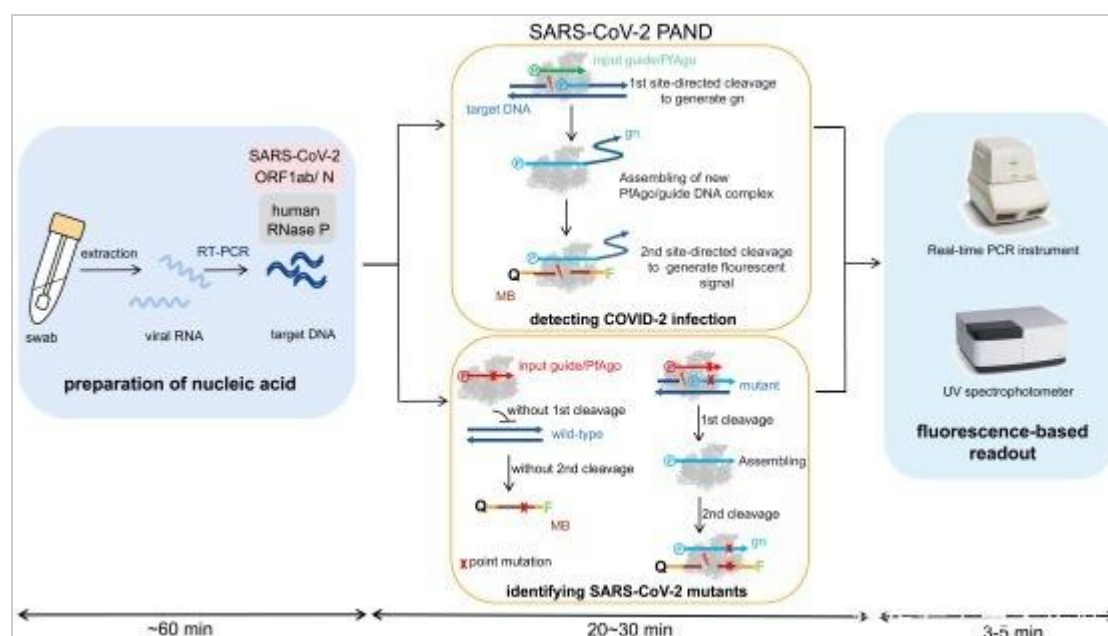 SARS-CoV-2 PAND
SARS-CoV-2
ORF1ab/ N
human
RNase P
extraction
RT-PCR
swab
viral RNA
target DNA
preparation of nucleic acid
P
input guide/PfAgo
P
target DNA
1st site-directed cleavage
to generate gn
gn
P
Assembling of new
PfAgo/guide DNA complex
P
Q
F
MB
2nd site-directed cleavage
to generate flourescent
signal
detecting COVID-2 infection
P
input guide/PfAgo
without 1st cleavage
wild-type
without 2nd cleavage
Q
F
MB
x point mutation
P
P
mutant
1st cleavage
P
Assembling
2nd cleavage
P
gn
Q
F
identifying SARS-CoV-2 mutants
Real-time PCR instrument
UV spectrophotometer
fluorescence-based
readout
~60 min
20~30 min
3-5 min